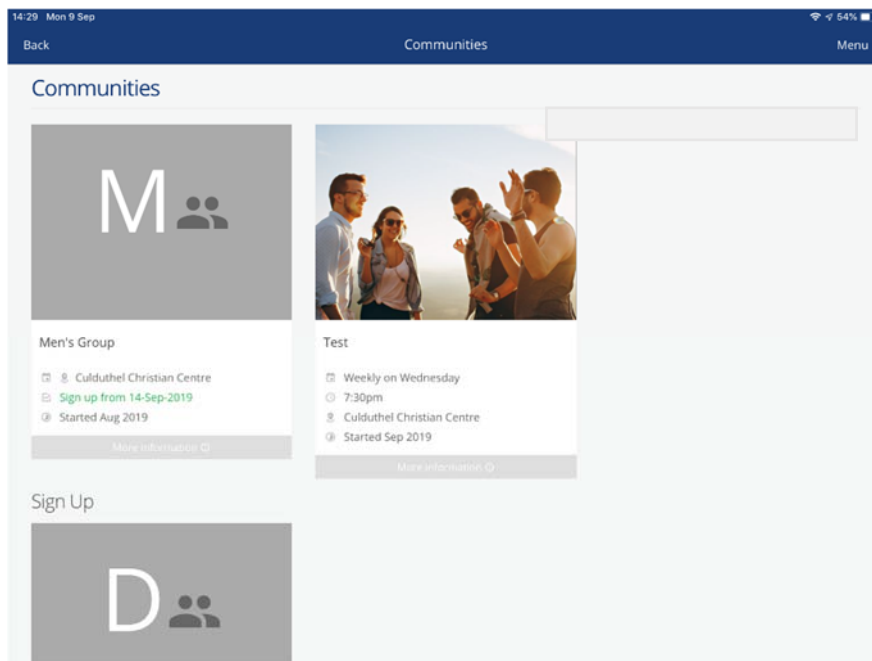 14:29 Mon 9 Sep 54%
Back Communities Menu
Communities
M
Men's Group
Culduthel Christian Centre
Sign up from 14-Sep-2019
Started Aug 2019
More information
Test
Weekly on Wednesday
7:30pm
Culduthel Christian Centre
Started Sep 2019
More information
Sign Up
D